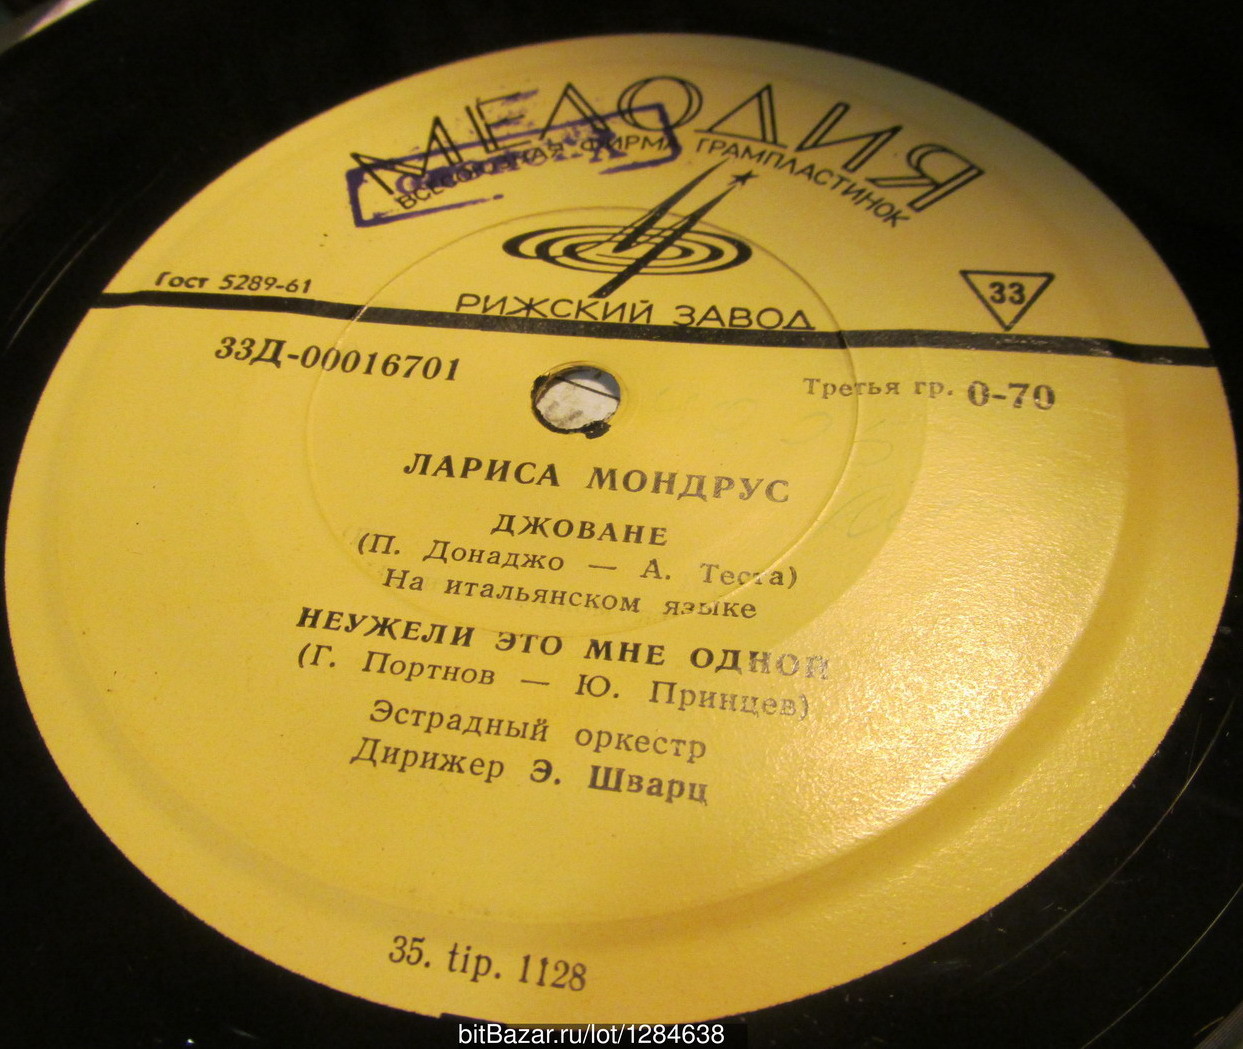 МЕЛОДИЯ
ВСЕСОЮЗНАЯ ФИРМА ГРАМПЛАСТИНОК
Гост 5289-61
33
РИЖСКИЙ ЗАВОД
33Д-00016701
Третья гр. 0-70
ЛАРИСА МОНДРУС
ДЖОВАНЕ
(П. Донаджо — А. Теста)
На итальянском языке
НЕУЖЕЛИ ЭТО МНЕ ОДНОЙ
(Г. Портнов — Ю. Принцев)
Эстрадный оркестр
Дирижер Э. Шварц
35. tip. 1128
bitBazar.ru/lot/1284638